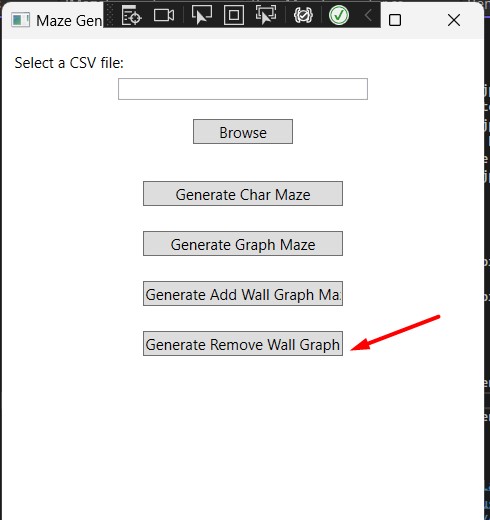 Maze Gen
Select a CSV file:
Browse
Generate Char Maze
Generate Graph Maze
Generate Add Wall Graph Ma
Generate Remove Wall Graph